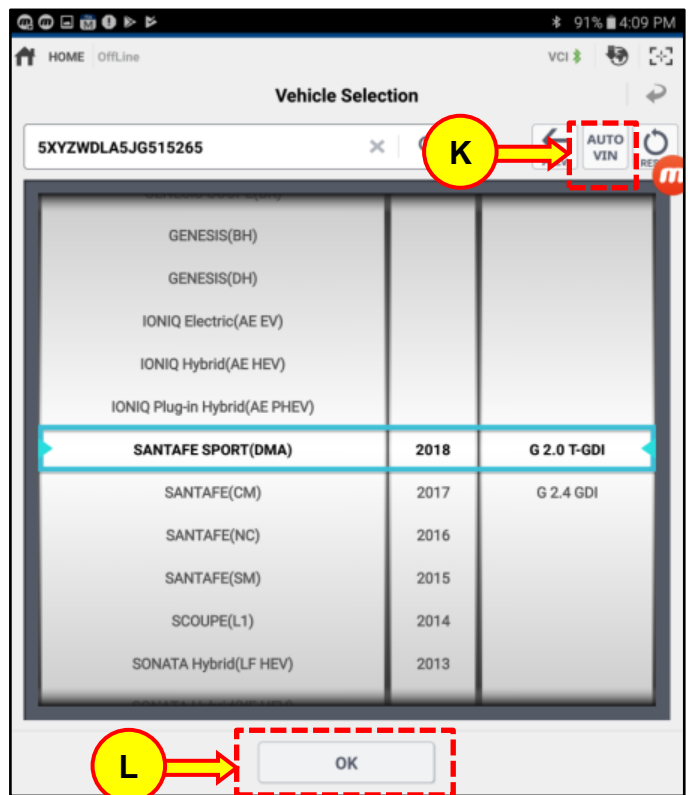 91% 4:09 PM
HOME OffLine VCI
Vehicle Selection
5XYZWDLA5JG515265 K AUTO VIN
GENESIS(BH)
GENESIS(DH)
IONIQ Electric(AE EV)
IONIQ Hybrid(AE HEV)
IONIQ Plug-in Hybrid(AE PHEV)
SANTAFE SPORT(DMA) 2018 G 2.0 T-GDI
SANTAFE(CM) 2017 G 2.4 GDI
SANTAFE(NC) 2016
SANTAFE(SM) 2015
SCOUPE(L1) 2014
SONATA Hybrid(LF HEV) 2013
L OK